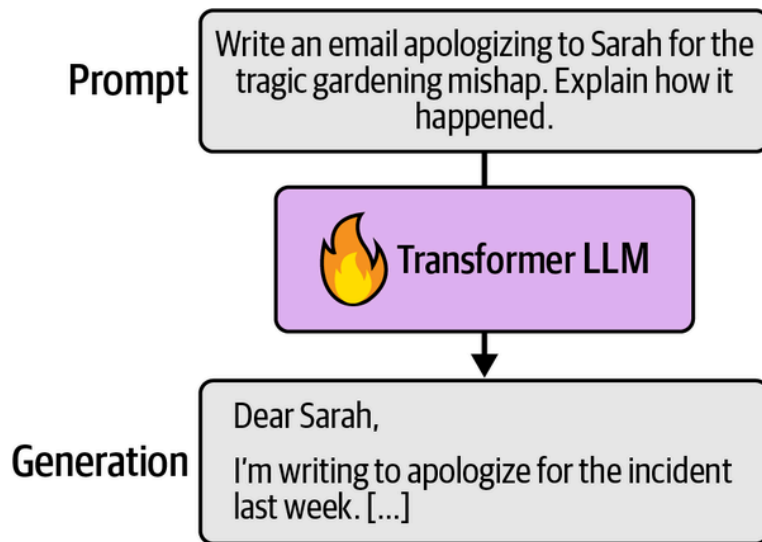 Prompt
Write an email apologizing to Sarah for the
tragic gardening mishap. Explain how it
happened.
Transformer LLM
Generation
Dear Sarah,
I'm writing to apologize for the incident
last week. [...]